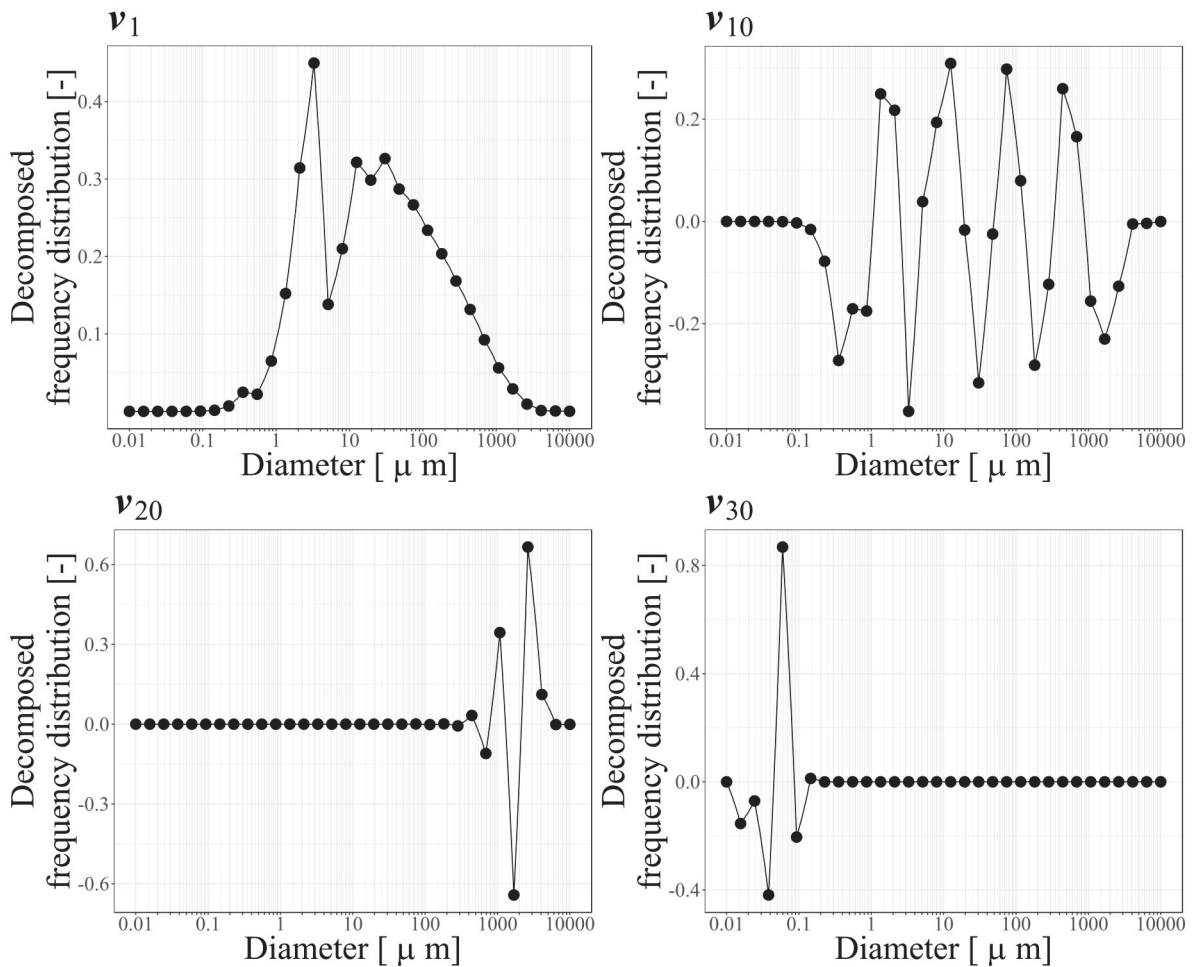 ν1
Decomposed
frequency distribution [-]
0.4
0.3
0.2
0.1
0.01 0.1 1 10 100 1000 10000
Diameter [ μ m]
ν10
Decomposed
frequency distribution [-]
0.2
0.0
-0.2
0.01 0.1 1 10 100 1000 10000
Diameter [ μ m]
ν20
Decomposed
frequency distribution [-]
0.6
0.3
0.0
-0.3
-0.6
0.01 0.1 1 10 100 1000 10000
Diameter [ μ m]
ν30
Decomposed
frequency distribution [-]
0.8
0.4
0.0
-0.4
0.01 0.1 1 10 100 1000 10000
Diameter [ μ m]